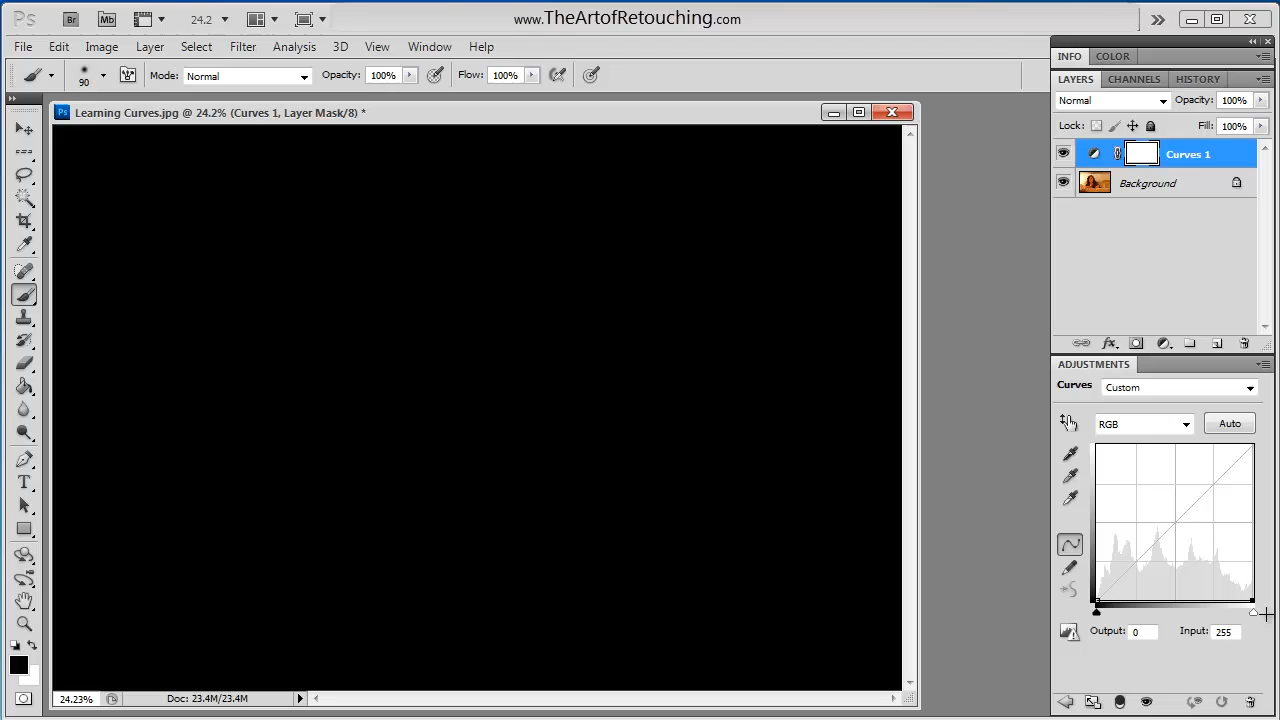 Ps Br Mb 24.2 www.TheArtofRetouching.com
File Edit Image Layer Select Filter Analysis 3D View Window Help
90 Mode: Normal Opacity: 100% Flow: 100%
INFO COLOR
LAYERS CHANNELS HISTORY
Normal Opacity: 100%
Lock: Fill: 100%
Curves 1
Background
Ps Learning Curves.jpg @ 24.2% (Curves 1, Layer Mask/8) *
fx
ADJUSTMENTS
Curves Custom
RGB Auto
T
Output: 0 Input: 255
24.23% Doc: 23.4M/23.4M